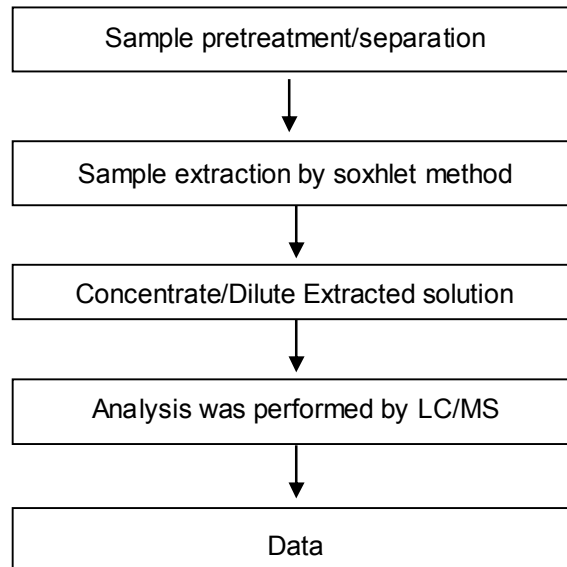 Sample pretreatment/separation
Sample extraction by soxhlet method
Concentrate/Dilute Extracted solution
Analysis was performed by LC/MS
Data